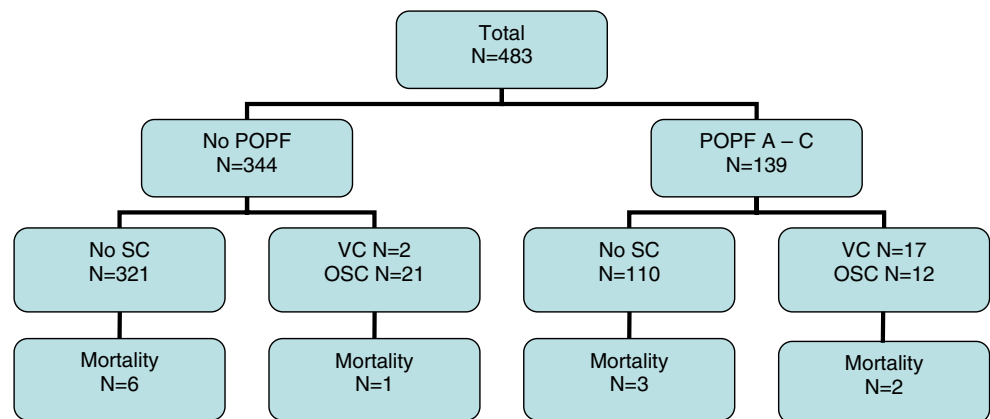 Total
N=483
No POPF
N=344
POPF A – C
N=139
No SC
N=321
VC N=2
OSC N=21
No SC
N=110
VC N=17
OSC N=12
Mortality
N=6
Mortality
N=1
Mortality
N=3
Mortality
N=2